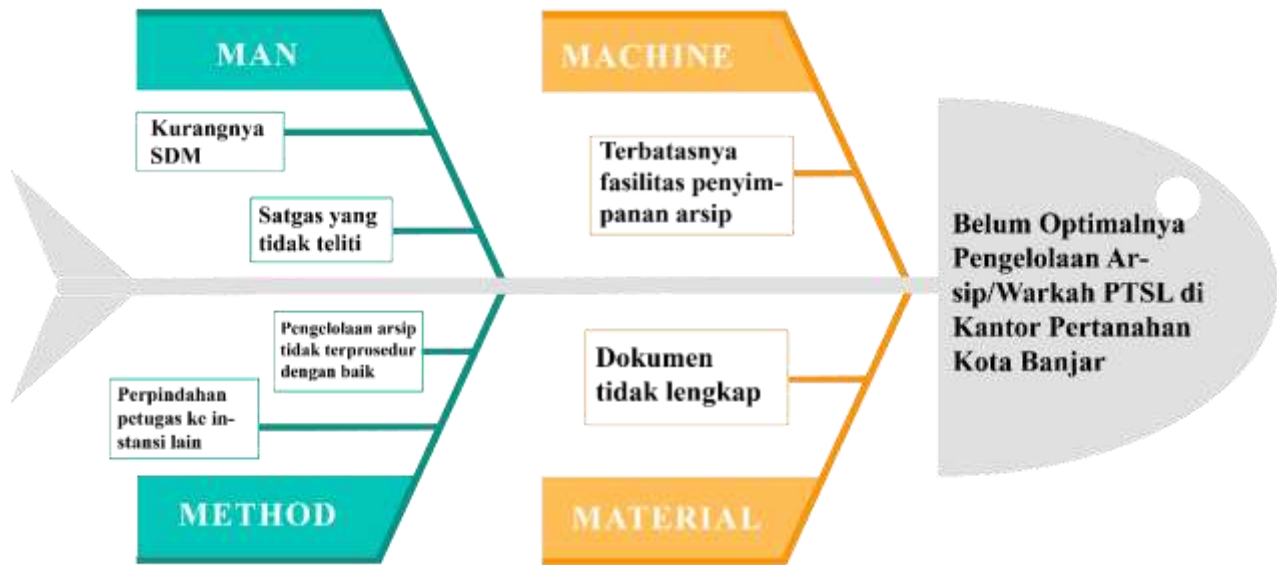 MAN
Kurangnya
SDM
Satgas yang
tidak teliti
MACHINE
Terbatasnya
fasilitas penyim-
panan arsip
Pengelolaan arsip
tidak terprosedur
dengan baik
Perpindahan
petugas ke in-
stansi lain
METHOD
Dokumen
tidak lengkap
MATERIAL
Belum Optimalnya
Pengelolaan Ar-
sip/Warkah PTSL di
Kantor Pertanahan
Kota Banjar